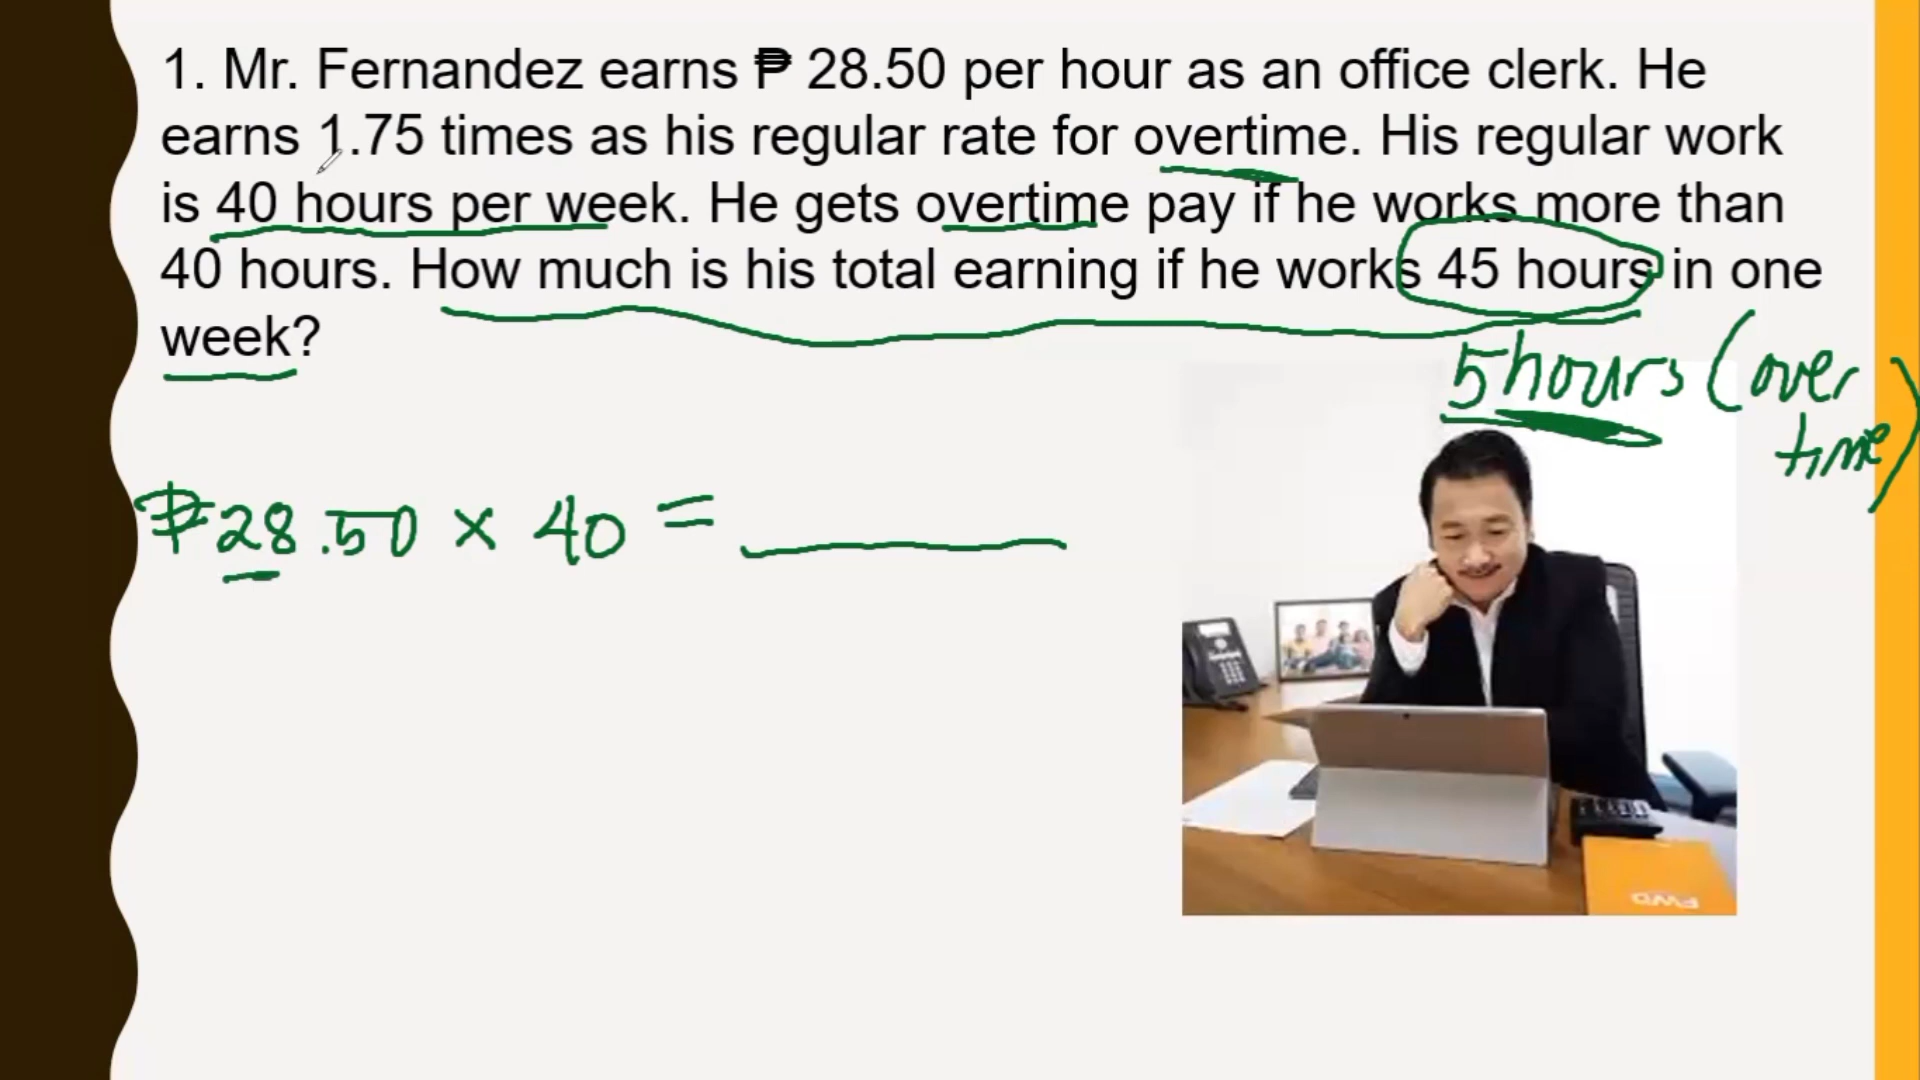 1. Mr. Fernandez earns ₱ 28.50 per hour as an office clerk. He
earns 1.75 times as his regular rate for overtime. His regular work
is 40 hours per week. He gets overtime pay if he works more than
40 hours. How much is his total earning if he works 45 hours in one
week?
5 hours (over
time)
₱28.50 x 40 =
FWD